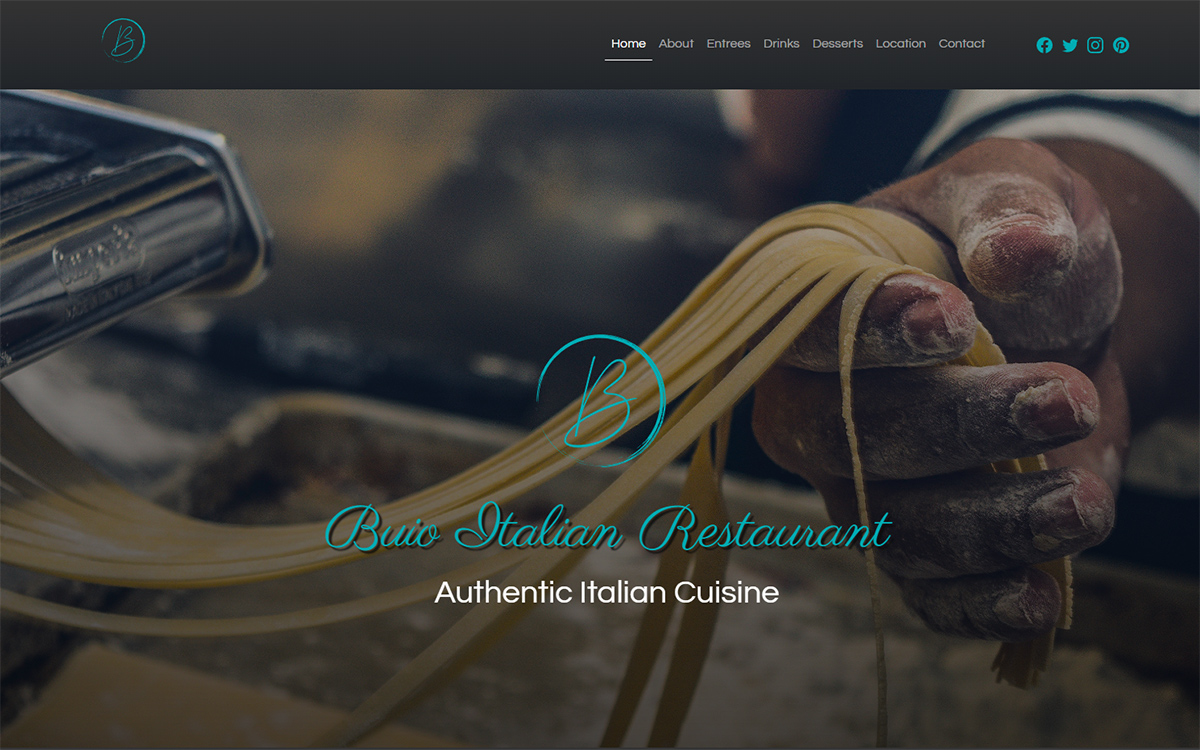 B
Home About Entrees Drinks Desserts Location Contact
B
Buio Italian Restaurant
Authentic Italian Cuisine